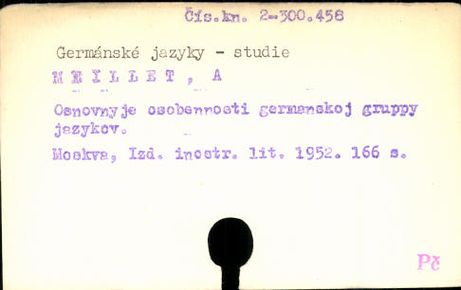 Čís.kn. 2-300.458
Germánské jazyky - studie
MEILLET, A
Osnovnyje osobennosti germanskoj gruppy
jazykov.
Moskva, Izd. inostr. lit. 1952. 166 s.
Pč